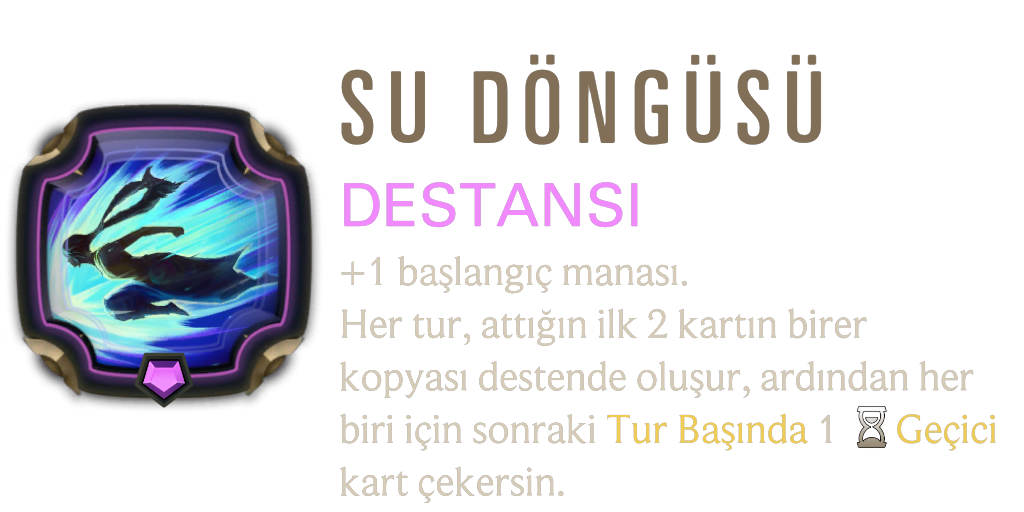 SU DÖNGÜSÜ
DESTANSI
+1 başlangıç manası.
Her tur, attığın ilk 2 kartın birer
kopyası destende oluşur, ardından her
biri için sonraki Tur Başında 1 Geçici
kart çekersin.